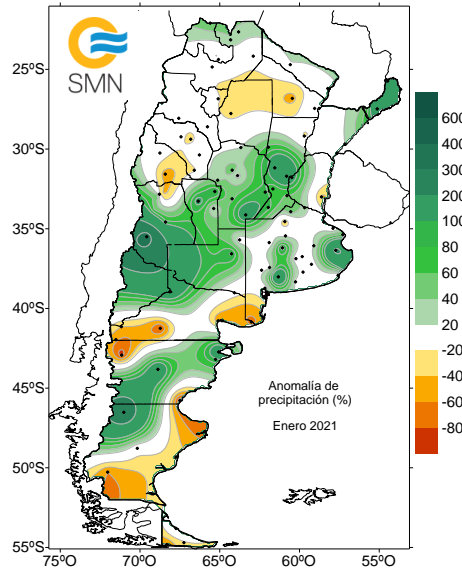 SMN
25ºS
30ºS
35ºS
40ºS
45ºS
50ºS
55ºS
75ºO
70ºO
65ºO
60ºO
55ºO
Anomalía de
precipitación (%)
Enero 2021
600
400
300
200
100
80
60
40
20
-20
-40
-60
-80